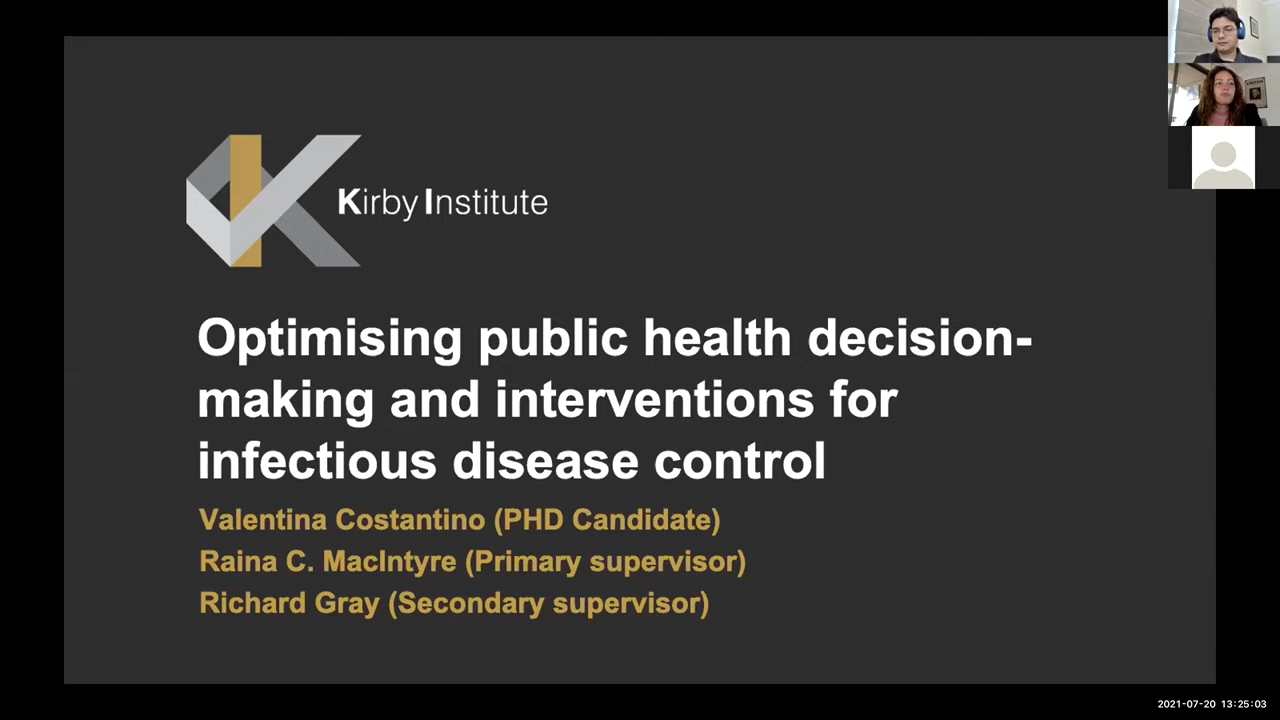 Kirby Institute
Optimising public health decision-
making and interventions for
infectious disease control
Valentina Costantino (PHD Candidate)
Raina C. MacIntyre (Primary supervisor)
Richard Gray (Secondary supervisor)
2021-07-20 13:25:03